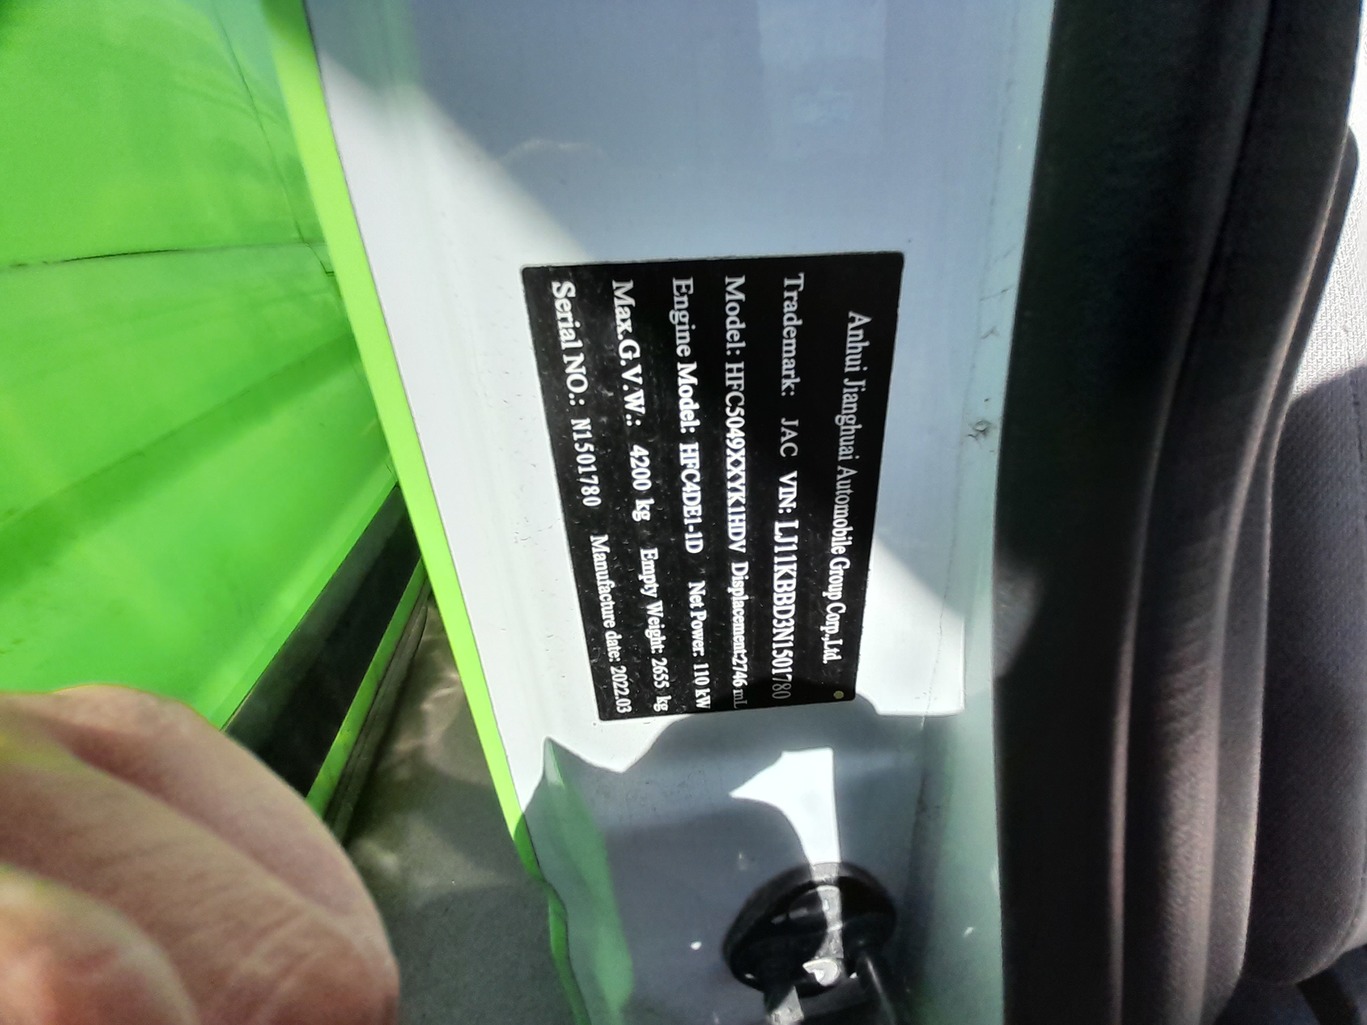 Anhui Jianghuai Automobile Group Corp.,Ltd.
Trademark: JAC VIN: LJ11KBBD3N1501780
Model: HFC5049XXYK1HDV Displacement:2746 mL
Engine Model: HFC4DE1-1D Net Power: 110 kW
Max.G.V.W.: 4200 kg Empty Weight: 2655 kg
Serial NO.: N1501780 Manufacture date: 2022.03